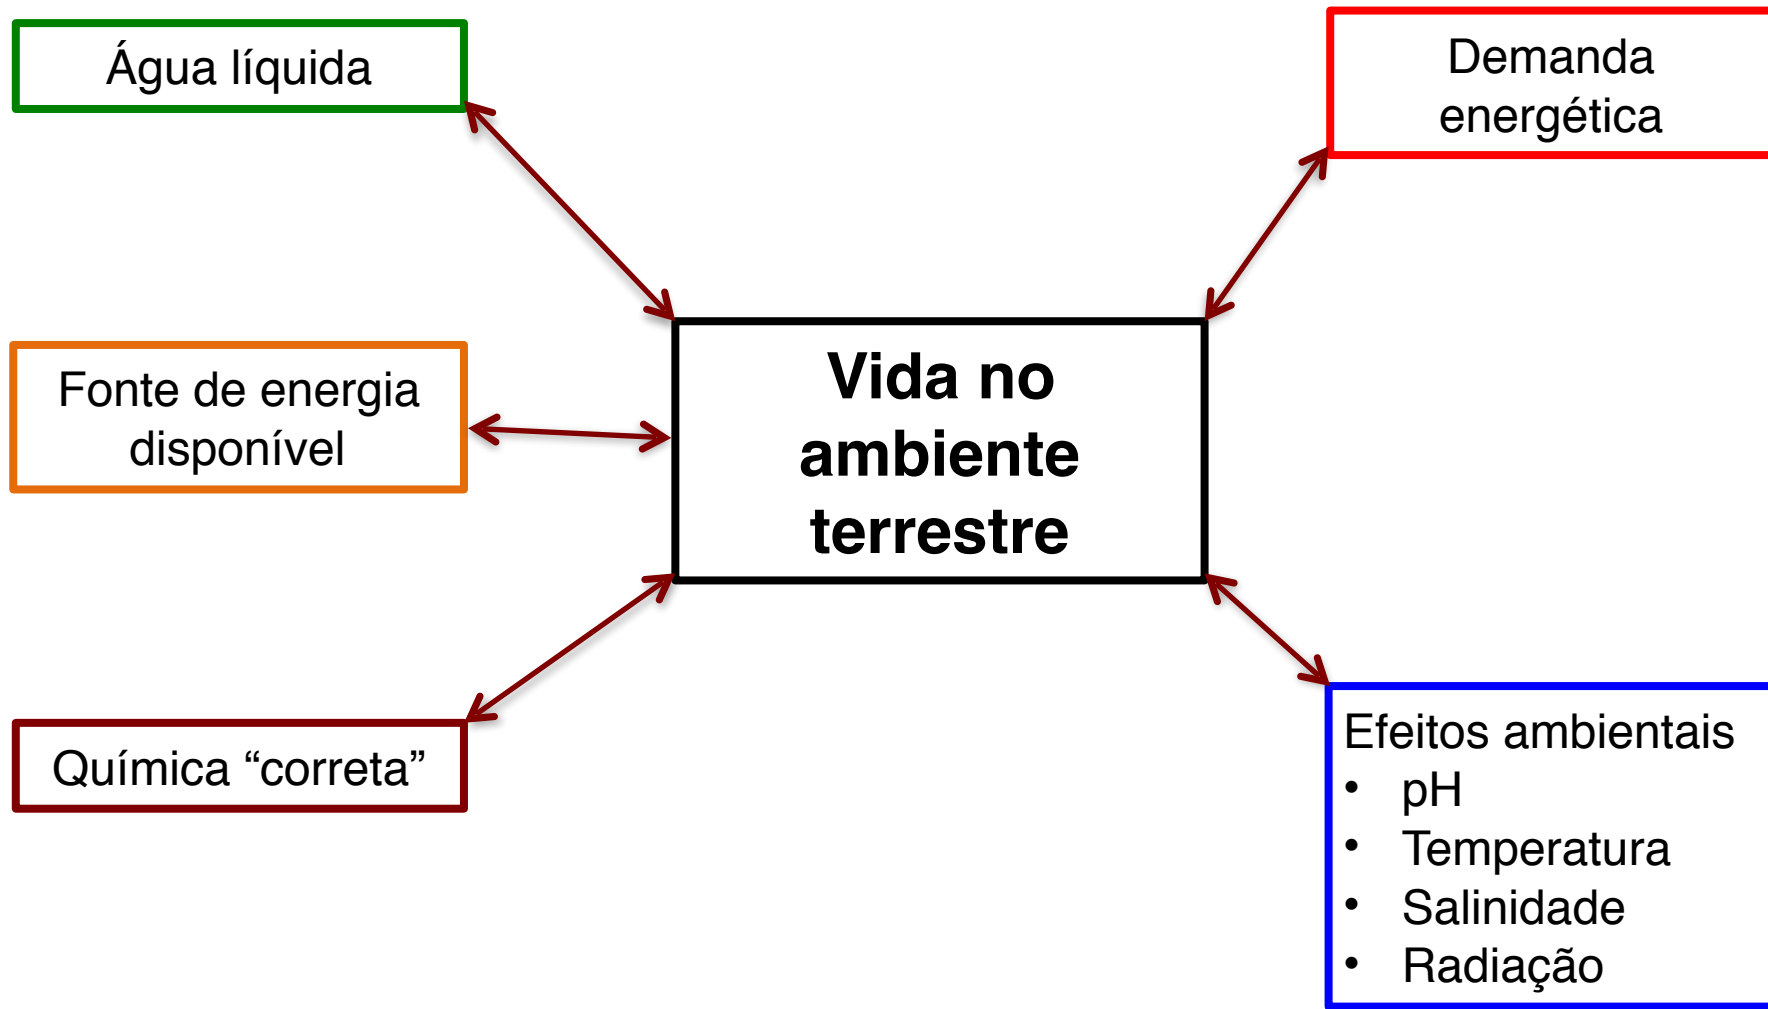 Água líquida
Demanda
energética
Fonte de energia
disponível
Vida no
ambiente
terrestre
Química “correta”
Efeitos ambientais
• pH
• Temperatura
• Salinidade
• Radiação